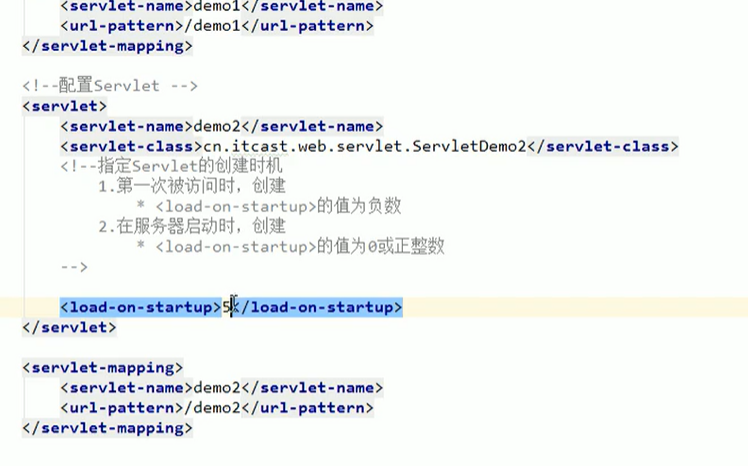 <servlet-name>demo1</servlet-name>
<url-pattern>/demo1</url-pattern>
</servlet-mapping>
<!--配置Servlet -->
<servlet>
<servlet-name>demo2</servlet-name>
<servlet-class>cn.itcast.web.servlet.ServletDemo2</servlet-class>
<!--指定Servlet的创建时机
1.第一次被访问时，创建
* <load-on-startup>的值为负数
2.在服务器启动时，创建
* <load-on-startup>的值为0或正整数
-->
<load-on-startup>5</load-on-startup>
</servlet>
<servlet-mapping>
<servlet-name>demo2</servlet-name>
<url-pattern>/demo2</url-pattern>
</servlet-mapping>